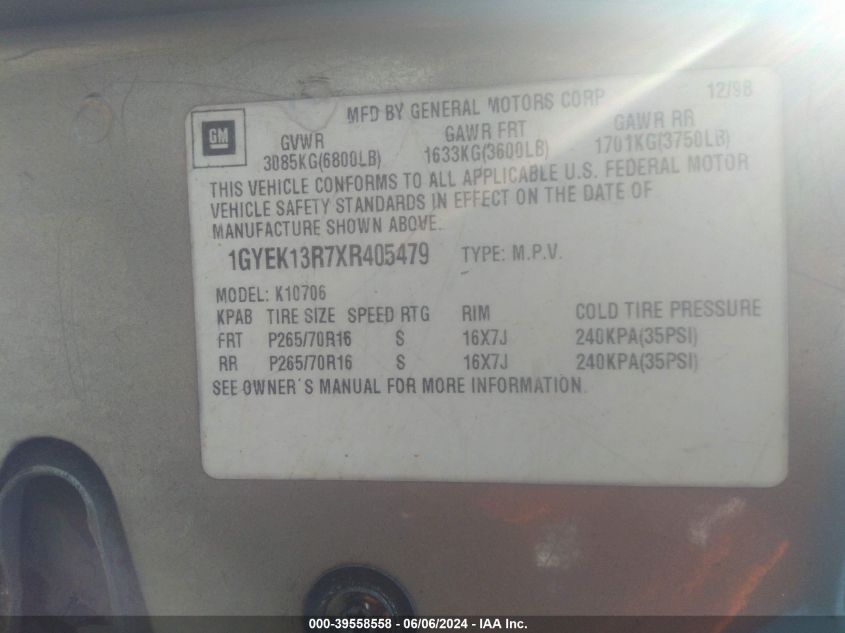 MFD BY GENERAL MOTORS CORP 12/98
GM
GVWR GAWR FRT GAWR RR
3085KG(6800LB) 1633KG(3600LB) 1701KG(3750LB)
THIS VEHICLE CONFORMS TO ALL APPLICABLE U.S. FEDERAL MOTOR
VEHICLE SAFETY STANDARDS IN EFFECT ON THE DATE OF
MANUFACTURE SHOWN ABOVE.
1GYEK13R7XR405479 TYPE: M.P.V.
MODEL: K10706
KPAB TIRE SIZE SPEED RTG RIM COLD TIRE PRESSURE
FRT P265/70R16 S 16X7J 240KPA(35PSI)
RR P265/70R16 S 16X7J 240KPA(35PSI)
SEE OWNER'S MANUAL FOR MORE INFORMATION.
000-39558558 - 06/06/2024 - IAA Inc.